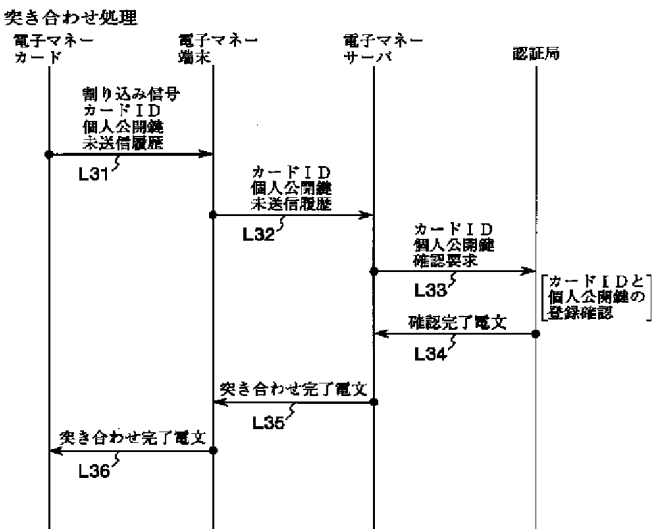 突き合わせ処理
電子マネー
カード
電子マネー
端末
電子マネー
サーバ
認証局
割り込み信号
カードID
個人公開鍵
未送信履歴
L31
カードID
個人公開鍵
未送信履歴
L32
カードID
個人公開鍵
確認要求
L33
カードIDと
個人公開鍵の
登録確認
確認完了電文
L34
突き合わせ完了電文
L35
突き合わせ完了電文
L36